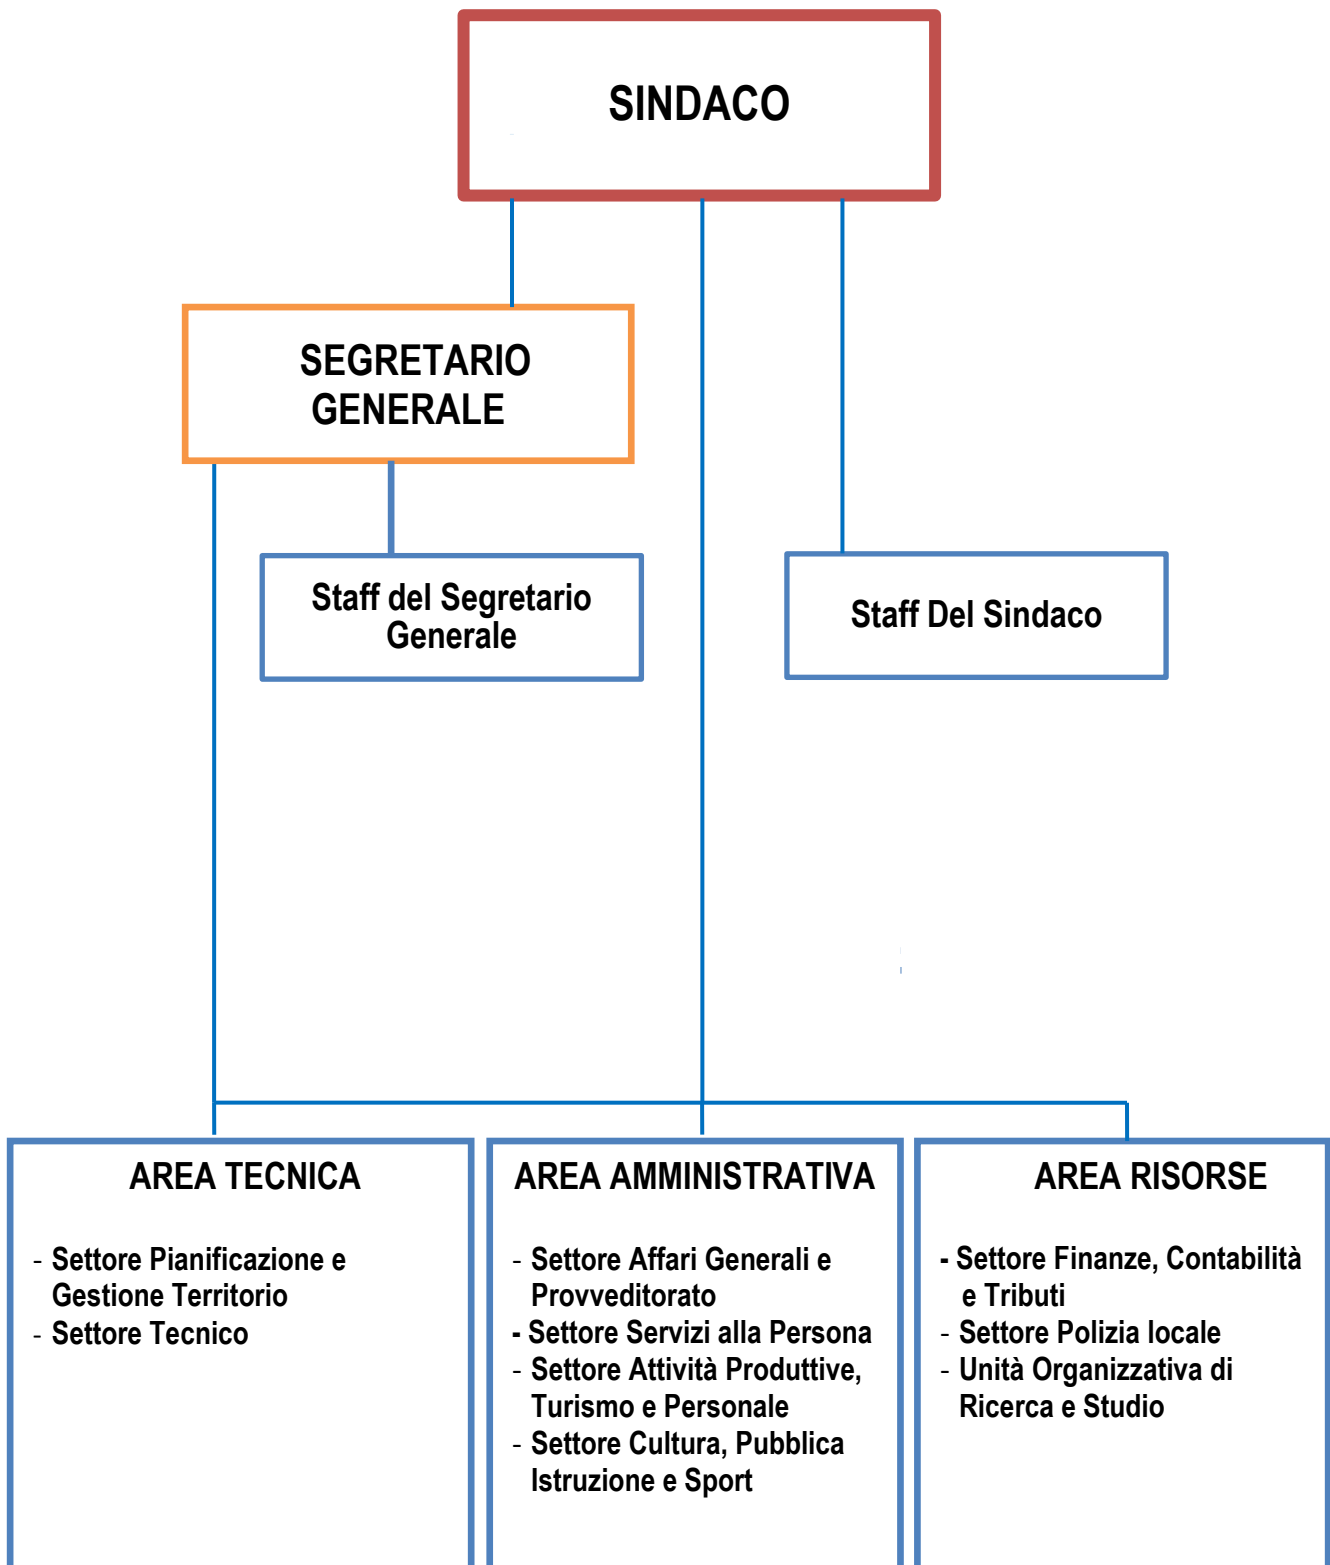 SINDACO
SEGRETARIO
GENERALE
Staff del Segretario
Generale
Staff Del Sindaco
AREA TECNICA
- Settore Pianificazione e
Gestione Territorio
- Settore Tecnico
AREA AMMINISTRATIVA
- Settore Affari Generali e
Provveditorato
- Settore Servizi alla Persona
- Settore Attività Produttive,
Turismo e Personale
- Settore Cultura, Pubblica
Istruzione e Sport
AREA RISORSE
- Settore Finanze, Contabilità
e Tributi
- Settore Polizia locale
- Unità Organizzativa di
Ricerca e Studio